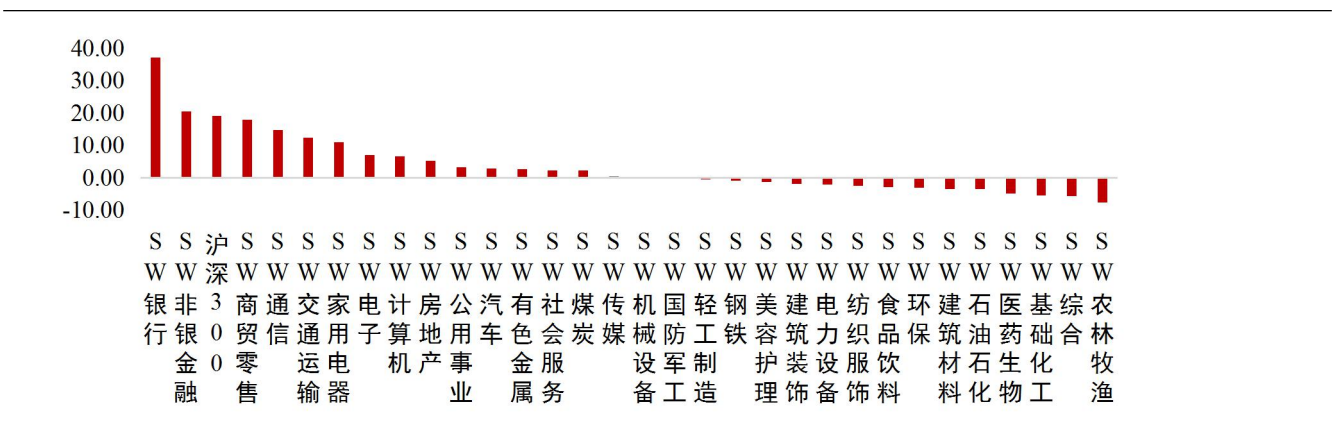 40.00
30.00
20.00
10.00
0.00
-10.00
SW银行
SW非银金融
沪深300
SW商贸零售
SW通信
SW交通运输
SW家用电器
SW电子
SW计算机
SW房地产
SW公用事业
SW汽车
SW有色金属
SW社会服务
SW煤炭
SW传媒
SW机械设备
SW国防军工
SW轻工制造
SW钢铁
SW美容护理
SW建筑装饰
SW电力设备
SW纺织服饰
SW食品饮料
SW环保
SW建筑材料
SW石油石化
SW医药生物
SW基础化工
SW综合
SW农林牧渔